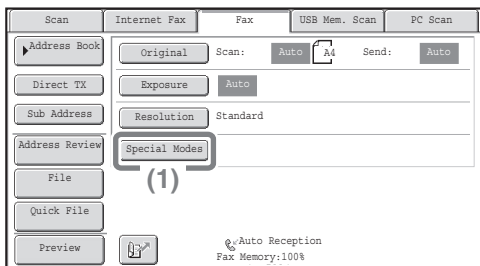 Scan Internet Fax Fax USB Mem. Scan PC Scan
Address Book Original Scan: Auto A4 Send: Auto
Direct TX Exposure Auto
Sub Address Resolution Standard
Address Review Special Modes
(1)
File
Quick File
Preview Auto Reception
Fax Memory:100%